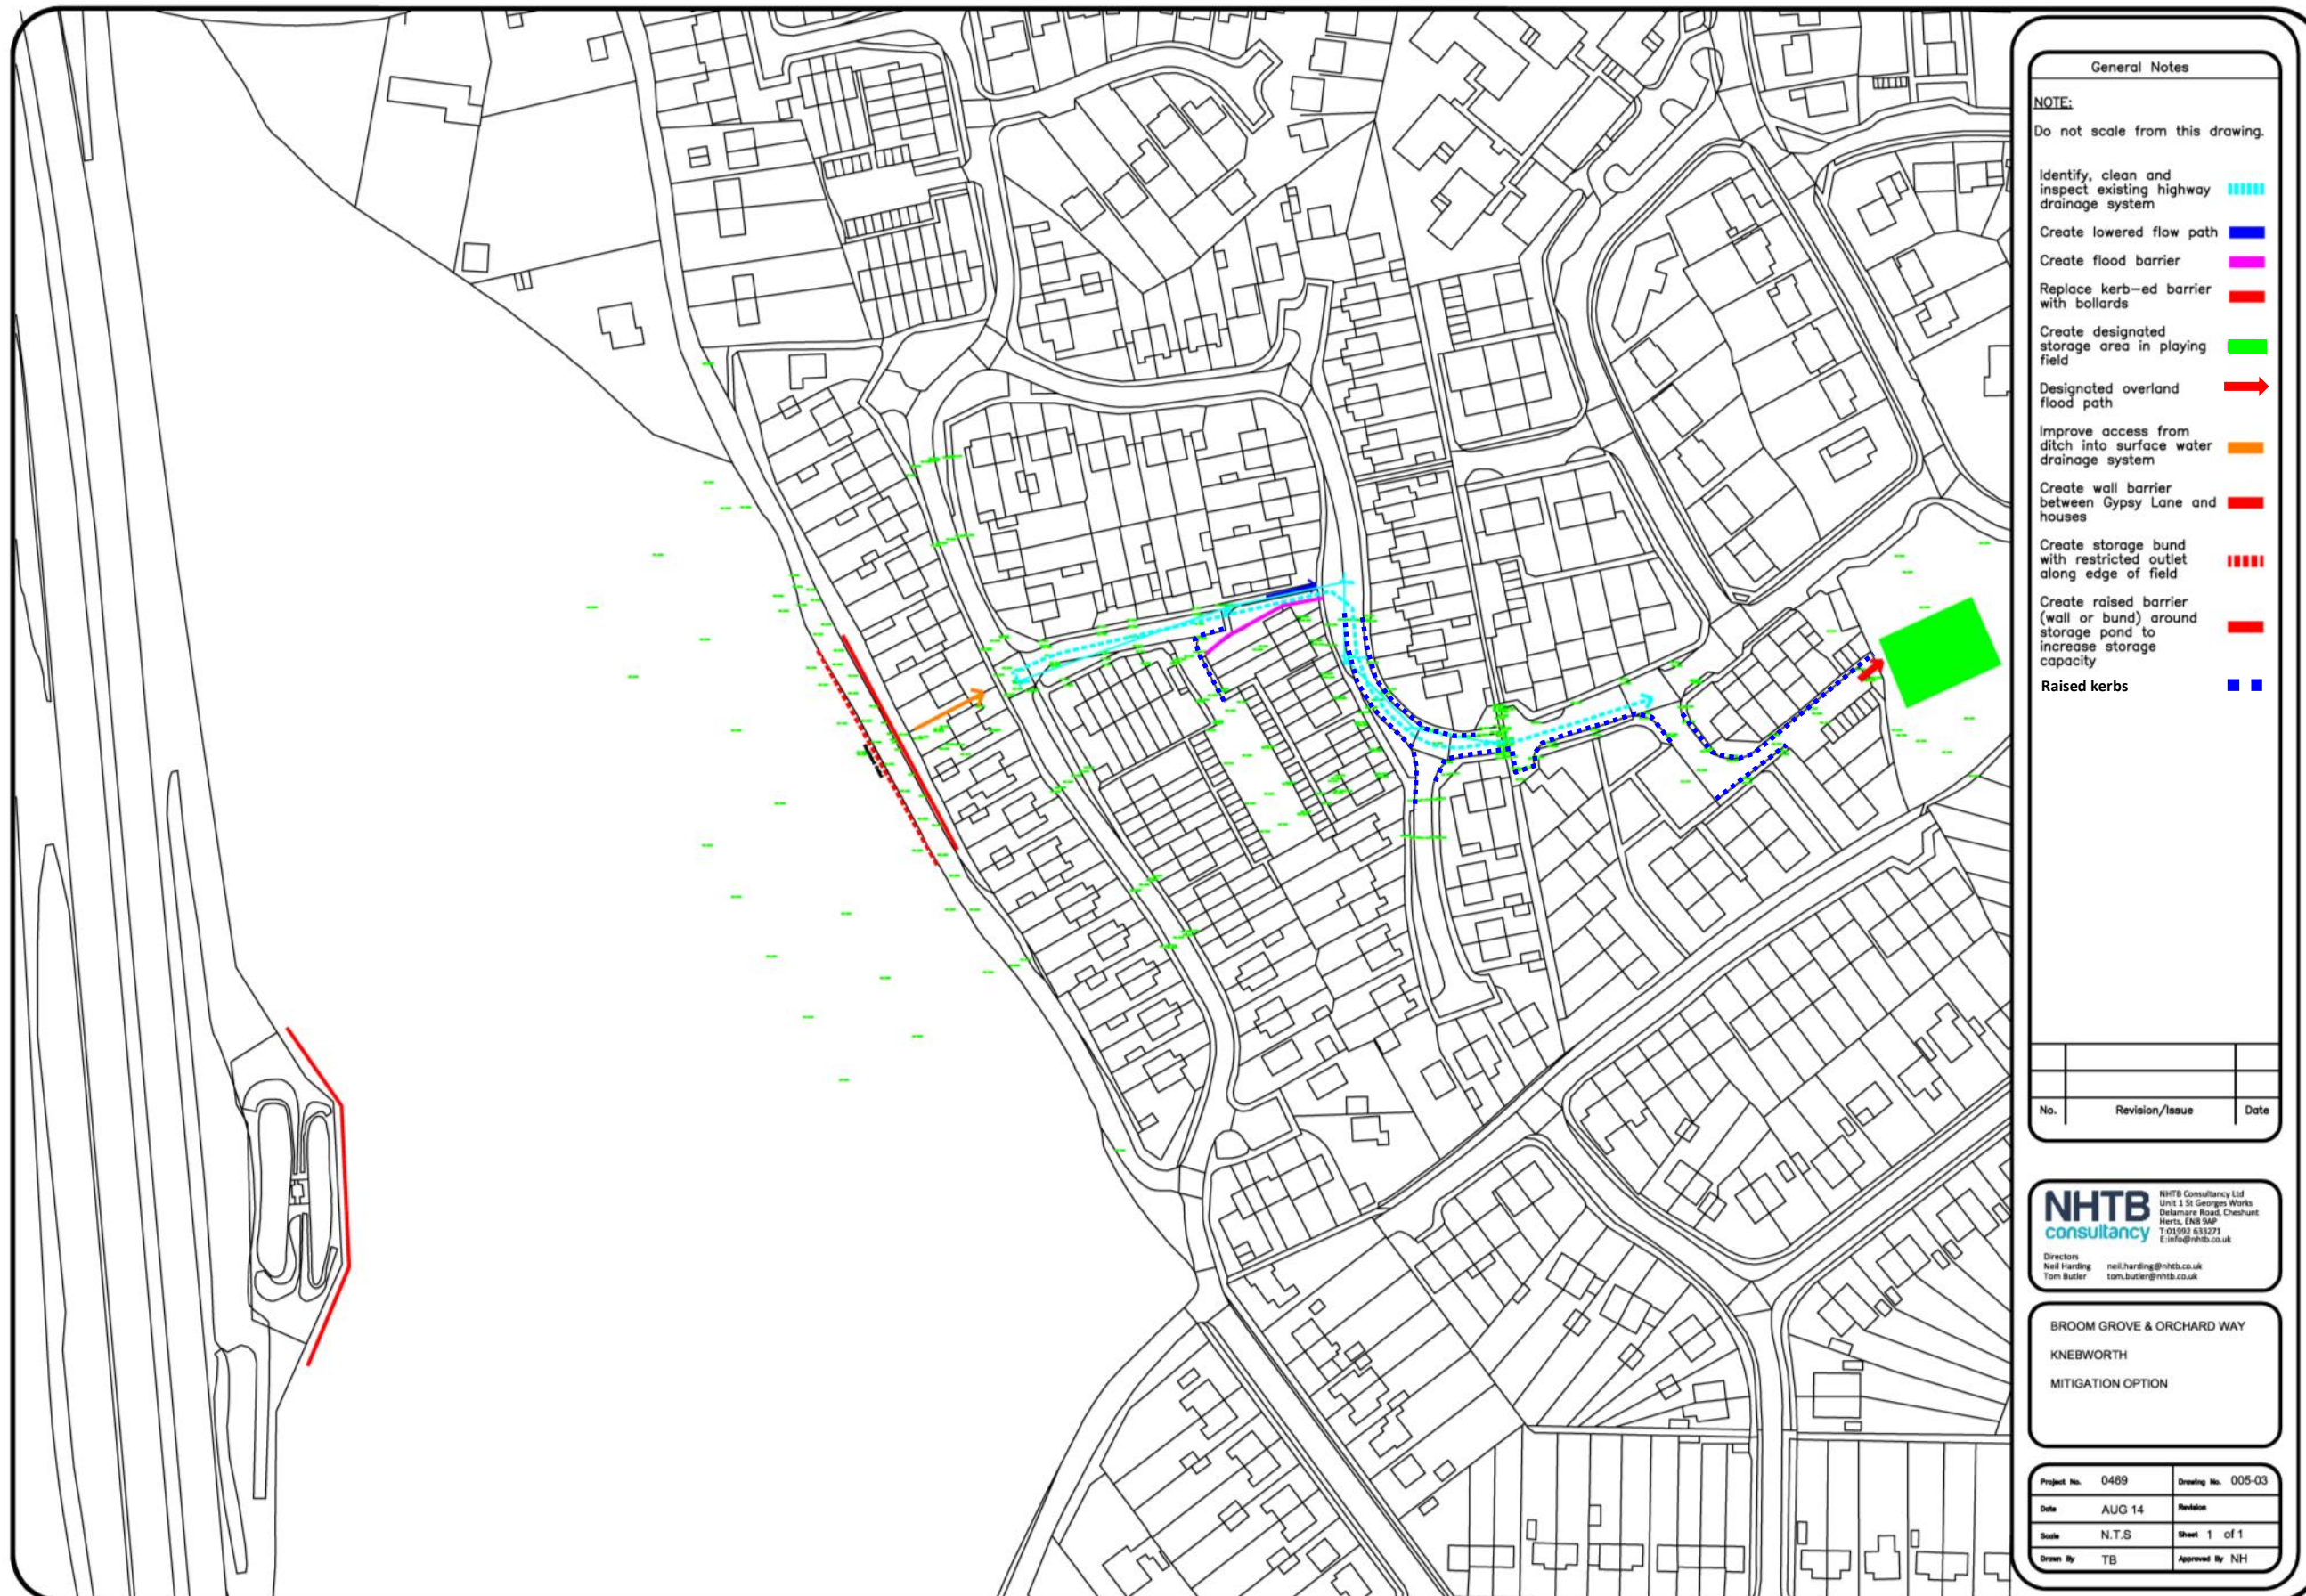 General Notes
NOTE:
Do not scale from this drawing.
Identify, clean and
inspect existing highway
drainage system
Create lowered flow path
Create flood barrier
Replace kerb-ed barrier
with bollards
Create designated
storage area in playing
field
Designated overland
flood path
Improve access from
ditch into surface water
drainage system
Create wall barrier
between Gypsy Lane and
houses
Create storage bund
with restricted outlet
along edge of field
Create raised barrier
(wall or bund) around
storage pond to
increase storage
capacity
Raised kerbs
No. Revision/Issue Date
NHTB
consultancy
NHTB Consultancy Ltd
Unit 1 St Georges Works
Delamare Road, Cheshunt
Herts, EN8 9AP
T:01992 633271
E:info@nhtb.co.uk
Directors
Neil Harding neil.harding@nhtb.co.uk
Tom Butler tom.butler@nhtb.co.uk
BROOM GROVE & ORCHARD WAY
KNEBWORTH
MITIGATION OPTION
Project No. 0469 Drawing No. 005-03
Date AUG 14 Revision
Scale N.T.S Sheet 1 of 1
Drawn By TB Approved By NH